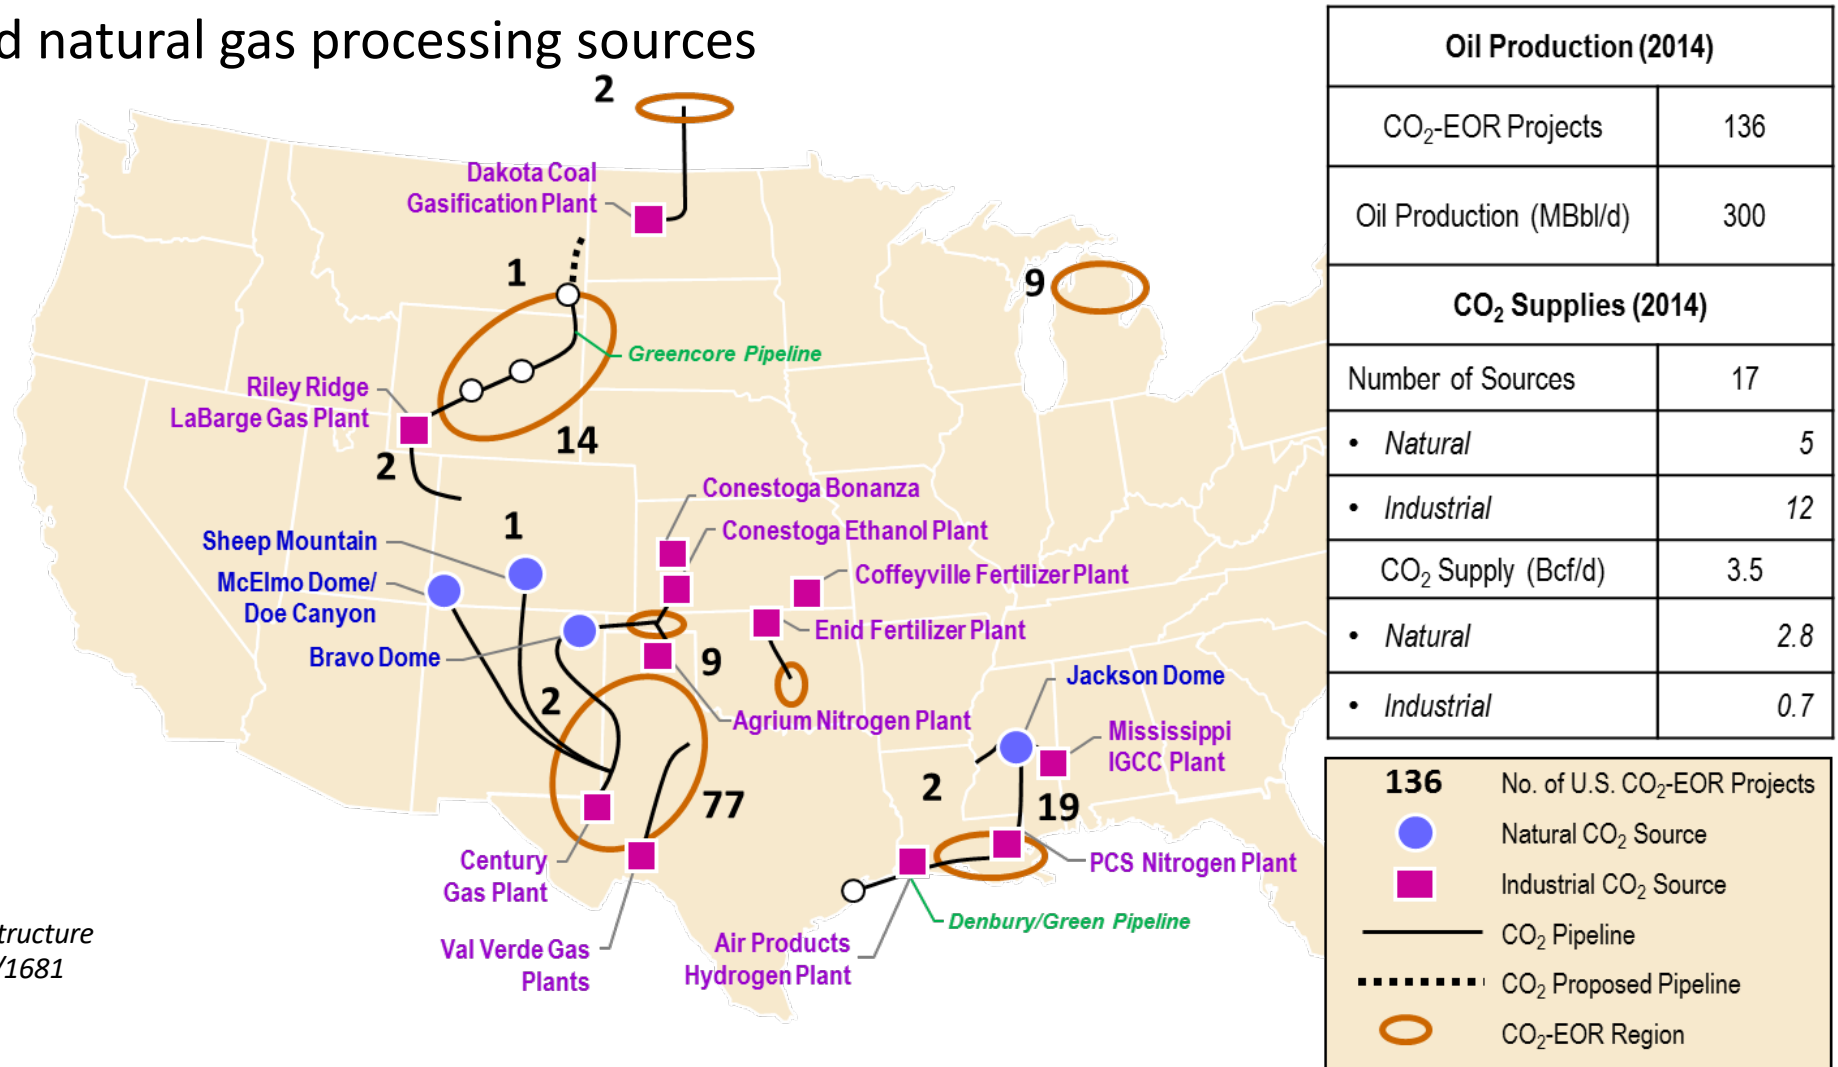 d natural gas processing sources
2
Dakota Coal
Gasification Plant
1
9
Greencore Pipeline
Riley Ridge
LaBarge Gas Plant
14
2
Conestoga Bonanza
1
Conestoga Ethanol Plant
Sheep Mountain
McElmo Dome/
Doe Canyon
Coffeyville Fertilizer Plant
Enid Fertilizer Plant
Bravo Dome
9
Jackson Dome
2
Agrium Nitrogen Plant
Mississippi
IGCC Plant
2
77
19
Century
Gas Plant
PCS Nitrogen Plant
Denbury/Green Pipeline
Val Verde Gas
Plants
Air Products
Hydrogen Plant
tructure
/1681
Oil Production (2014)
CO₂-EOR Projects 136
Oil Production (MBbl/d) 300
CO₂ Supplies (2014)
Number of Sources 17
• Natural 5
• Industrial 12
CO₂ Supply (Bcf/d) 3.5
• Natural 2.8
• Industrial 0.7
136 No. of U.S. CO₂-EOR Projects
Natural CO₂ Source
Industrial CO₂ Source
CO₂ Pipeline
CO₂ Proposed Pipeline
CO₂-EOR Region